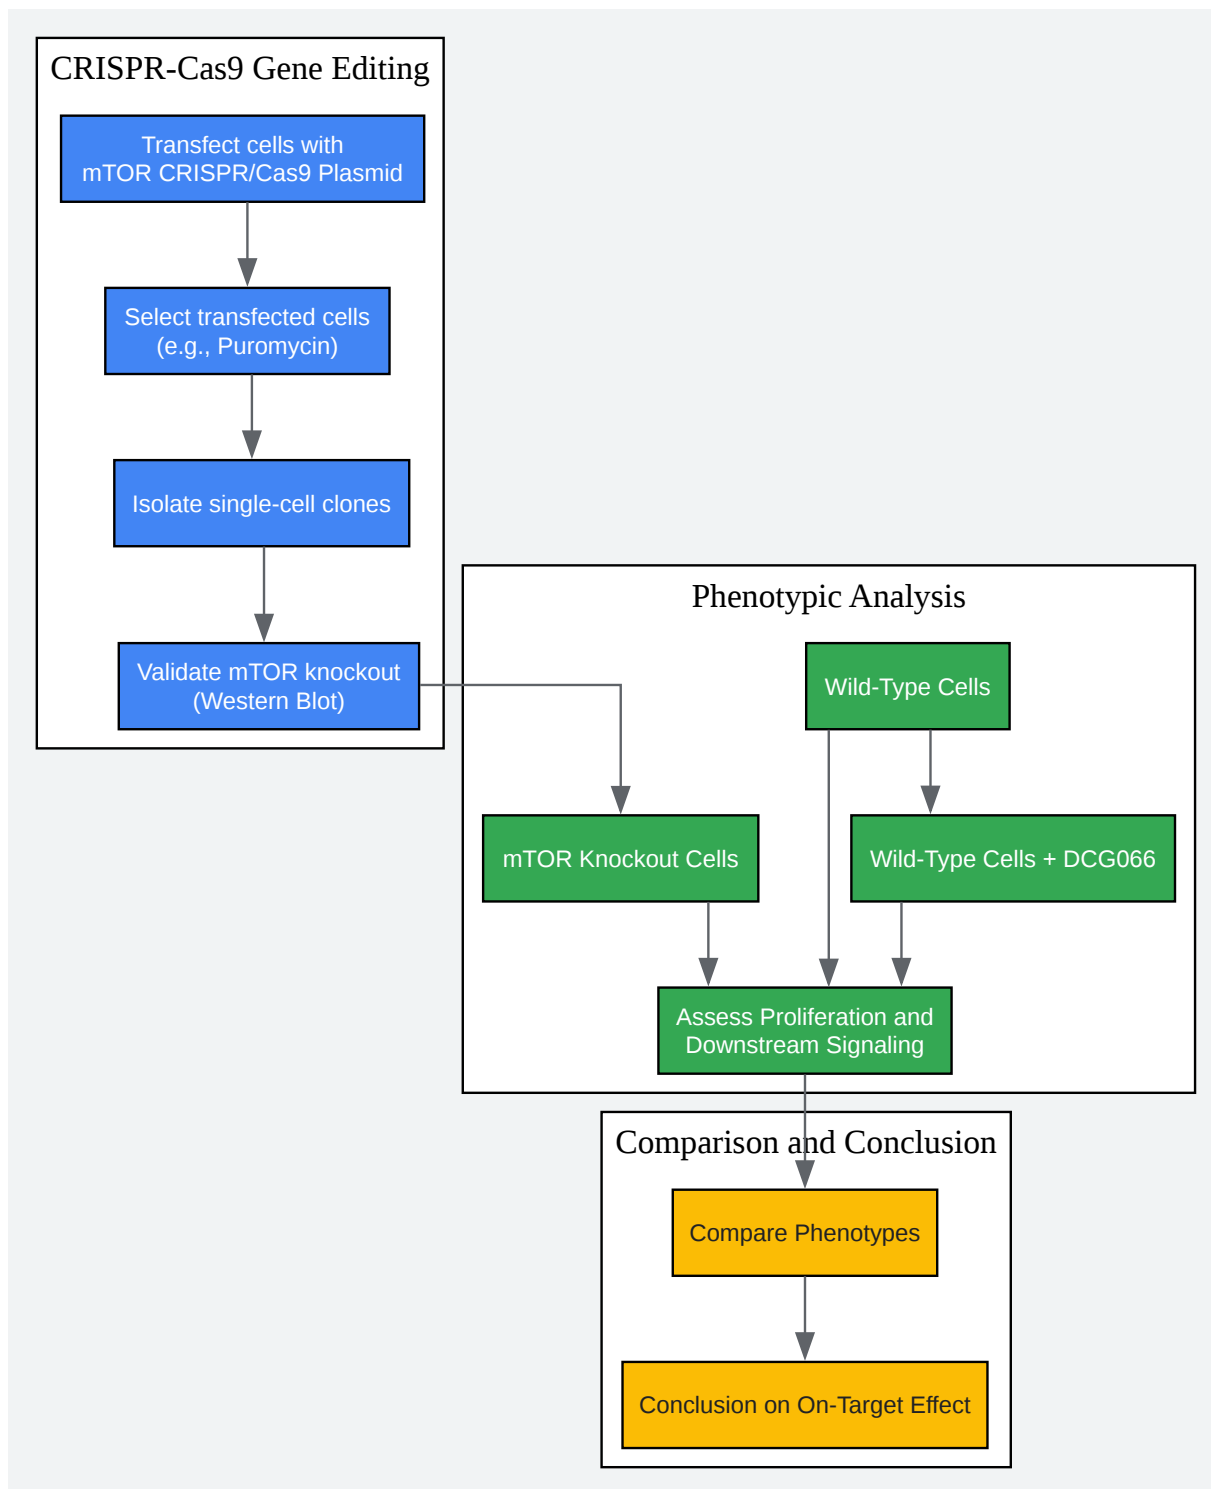 CRISPR-Cas9 Gene Editing
Transfect cells with
mTOR CRISPR/Cas9 Plasmid
Select transfected cells
(e.g., Puromycin)
Isolate single-cell clones
Validate mTOR knockout
(Western Blot)
Phenotypic Analysis
Wild-Type Cells
mTOR Knockout Cells
Wild-Type Cells + DCG066
Assess Proliferation and
Downstream Signaling
Comparison and Conclusion
Compare Phenotypes
Conclusion on On-Target Effect